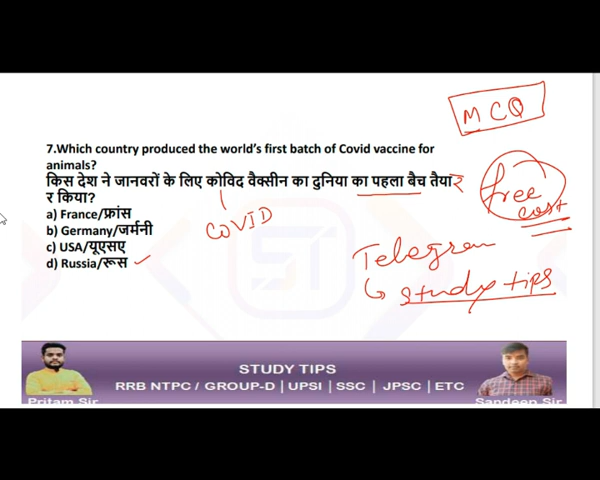 MCQ
7.Which country produced the world's first batch of Covid vaccine for
animals?
किस देश ने जानवरों के लिए कोविद वैक्सीन का दुनिया का पहला बैच तैयार
र किया?
a) France/फ्रांस
b) Germany/जर्मनी
c) USA/यूएसए
d) Russia/रूस
COVID
free
cost
Telegram
study tips
STUDY TIPS
RRB NTPC / GROUP-D | UPSI | SSC | JPSC | ETC
Pritam Sir
Sandeep Sir